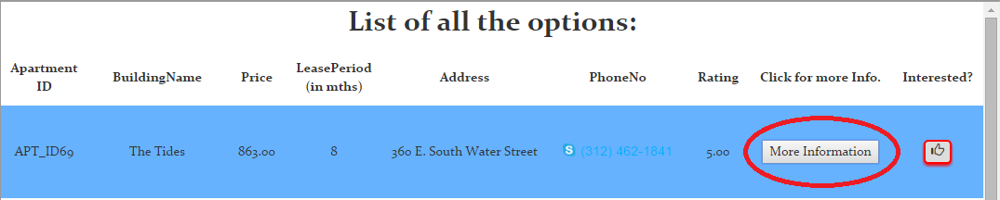 List of all the options:
Apartment ID BuildingName Price LeasePeriod (in mths) Address PhoneNo Rating Click for more Info. Interested?
APT_ID69 The Tides 863.00 8 360 E. South Water Street (312) 462-1841 5.00 More Information